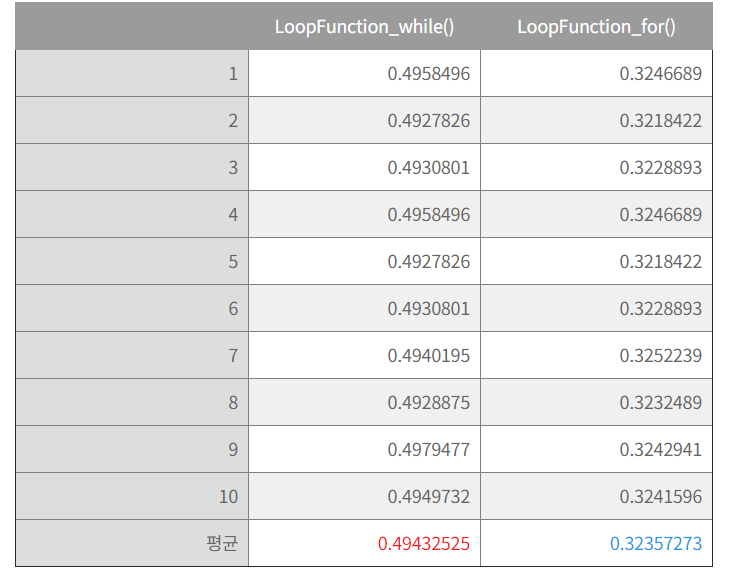 LoopFunction_while() LoopFunction_for()
1 0.4958496 0.3246689
2 0.4927826 0.3218422
3 0.4930801 0.3228893
4 0.4958496 0.3246689
5 0.4927826 0.3218422
6 0.4930801 0.3228893
7 0.4940195 0.3252239
8 0.4928875 0.3232489
9 0.4979477 0.3242941
10 0.4949732 0.3241596
평균 0.49432525 0.32357273